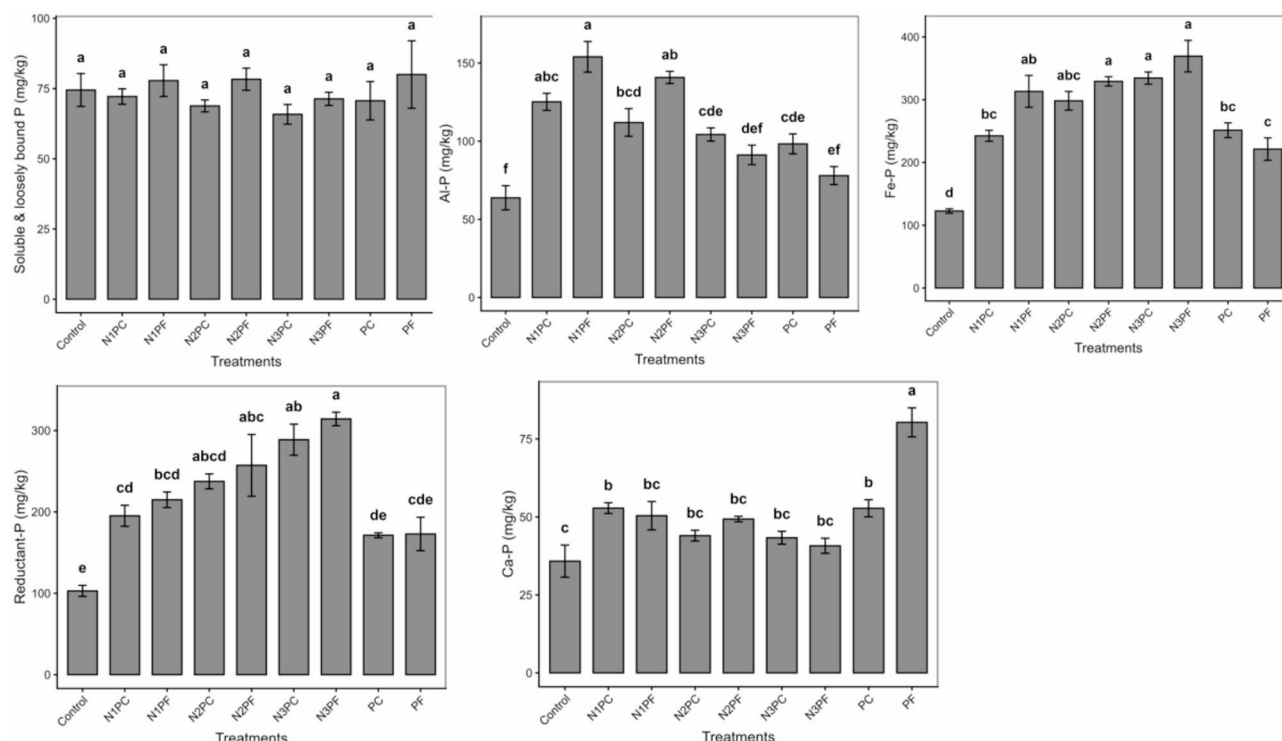 Soluble & loosely bound P (mg/kg)
100
75
50
25
0
a
a
a
a
a
a
a
a
a
Control
N1PC
N1PF
N2PC
N2PF
N3PC
N3PF
PC
PF
Treatments
Al-P (mg/kg)
150
100
50
0
f
abc
a
bcd
ab
cde
def
cde
ef
Control
N1PC
N1PF
N2PC
N2PF
N3PC
N3PF
PC
PF
Treatments
Fe-P (mg/kg)
400
300
200
100
0
d
bc
ab
abc
a
a
a
bc
c
Control
N1PC
N1PF
N2PC
N2PF
N3PC
N3PF
PC
PF
Treatments
Reductant-P (mg/kg)
300
200
100
0
e
cd
bcd
abcd
abc
ab
a
de
cde
Control
N1PC
N1PF
N2PC
N2PF
N3PC
N3PF
PC
PF
Treatments
Ca-P (mg/kg)
75
50
25
0
c
b
bc
bc
bc
bc
bc
b
a
Control
N1PC
N1PF
N2PC
N2PF
N3PC
N3PF
PC
PF
Treatments